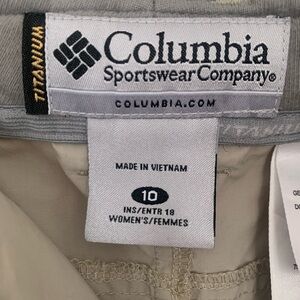 TITANIUM
Columbia
Sportswear Company®
COLUMBIA.COM
MADE IN VIETNAM
10
INS/ENTR 18
WOMEN'S/FEMMES